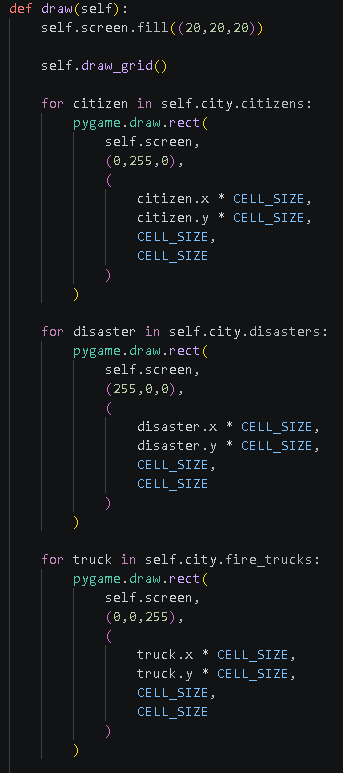 def draw(self):
    self.screen.fill((20,20,20))

    self.draw_grid()

    for citizen in self.city.citizens:
        pygame.draw.rect(
            self.screen,
            (0,255,0),
            (
                citizen.x * CELL_SIZE,
                citizen.y * CELL_SIZE,
                CELL_SIZE,
                CELL_SIZE
            )
        )

    for disaster in self.city.disasters:
        pygame.draw.rect(
            self.screen,
            (255,0,0),
            (
                disaster.x * CELL_SIZE,
                disaster.y * CELL_SIZE,
                CELL_SIZE,
                CELL_SIZE
            )
        )

    for truck in self.city.fire_trucks:
        pygame.draw.rect(
            self.screen,
            (0,0,255),
            (
                truck.x * CELL_SIZE,
                truck.y * CELL_SIZE,
                CELL_SIZE,
                CELL_SIZE
            )
        )